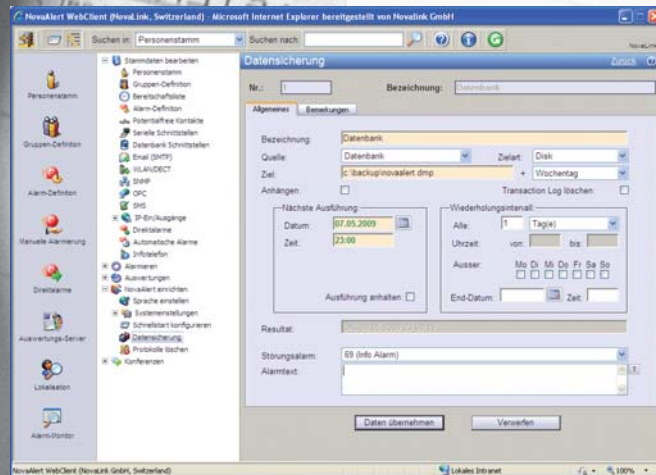 NovaAlert WebClient (NovaLink, Switzerland) - Microsoft Internet Explorer bereitgestellt von Novalink GmbH
Suchen in: Personenstamm Suchen nach:
NovaLink
Personenstamm
Gruppen-Definition
Alarm-Definition
Manuelle Alarmierung
Direktalarme
Auswertungs-Server
Lokalisation
Alarm-Monitor
Stammdaten bearbeiten
Personenstamm
Gruppen-Definition
Bereitschaftsliste
Alarm-Definition
Potentialfreie Kontakte
Serielle Schnittstellen
Datenbank Schnittstellen
Email (SMTP)
WLAN/DECT
SNMP
OPC
SMS
IP-Ein/Ausgänge
Direktalarme
Automatische Alarme
Infotelefon
Alarmieren
Auswertungen
NovaAlert einrichten
Sprache einstellen
Systemeinstellungen
Schnellstart konfigurieren
Datensicherung
Protokolle löschen
Konferenzen
Datensicherung Zurück
Nr.: 1 Bezeichnung: Datenbank
Allgemeines Bemerkungen
Bezeichnung: Datenbank
Quelle: Datenbank Zielart: Disk
Ziel: c:\backup\novaalert.dmp + Wochentag
Anhängen: Transaction Log löschen:
Nächste Ausführung: Wiederholungsintervall:
Datum: 07.05.2009 Alle: 1 Tag(e)
Zeit: 23:00 Uhrzeit: von: bis:
Ausser: Mo Di Mi Do Fr Sa So
Ausführung anhalten: End-Datum: Zeit:
Resultat:
Störungsalarm: 69 (Info Alarm)
Alarmtext:
Daten übernehmen Verwerfen
NovaAlert WebClient (NovaLink GmbH, Switzerland) Lokales Intranet 100%